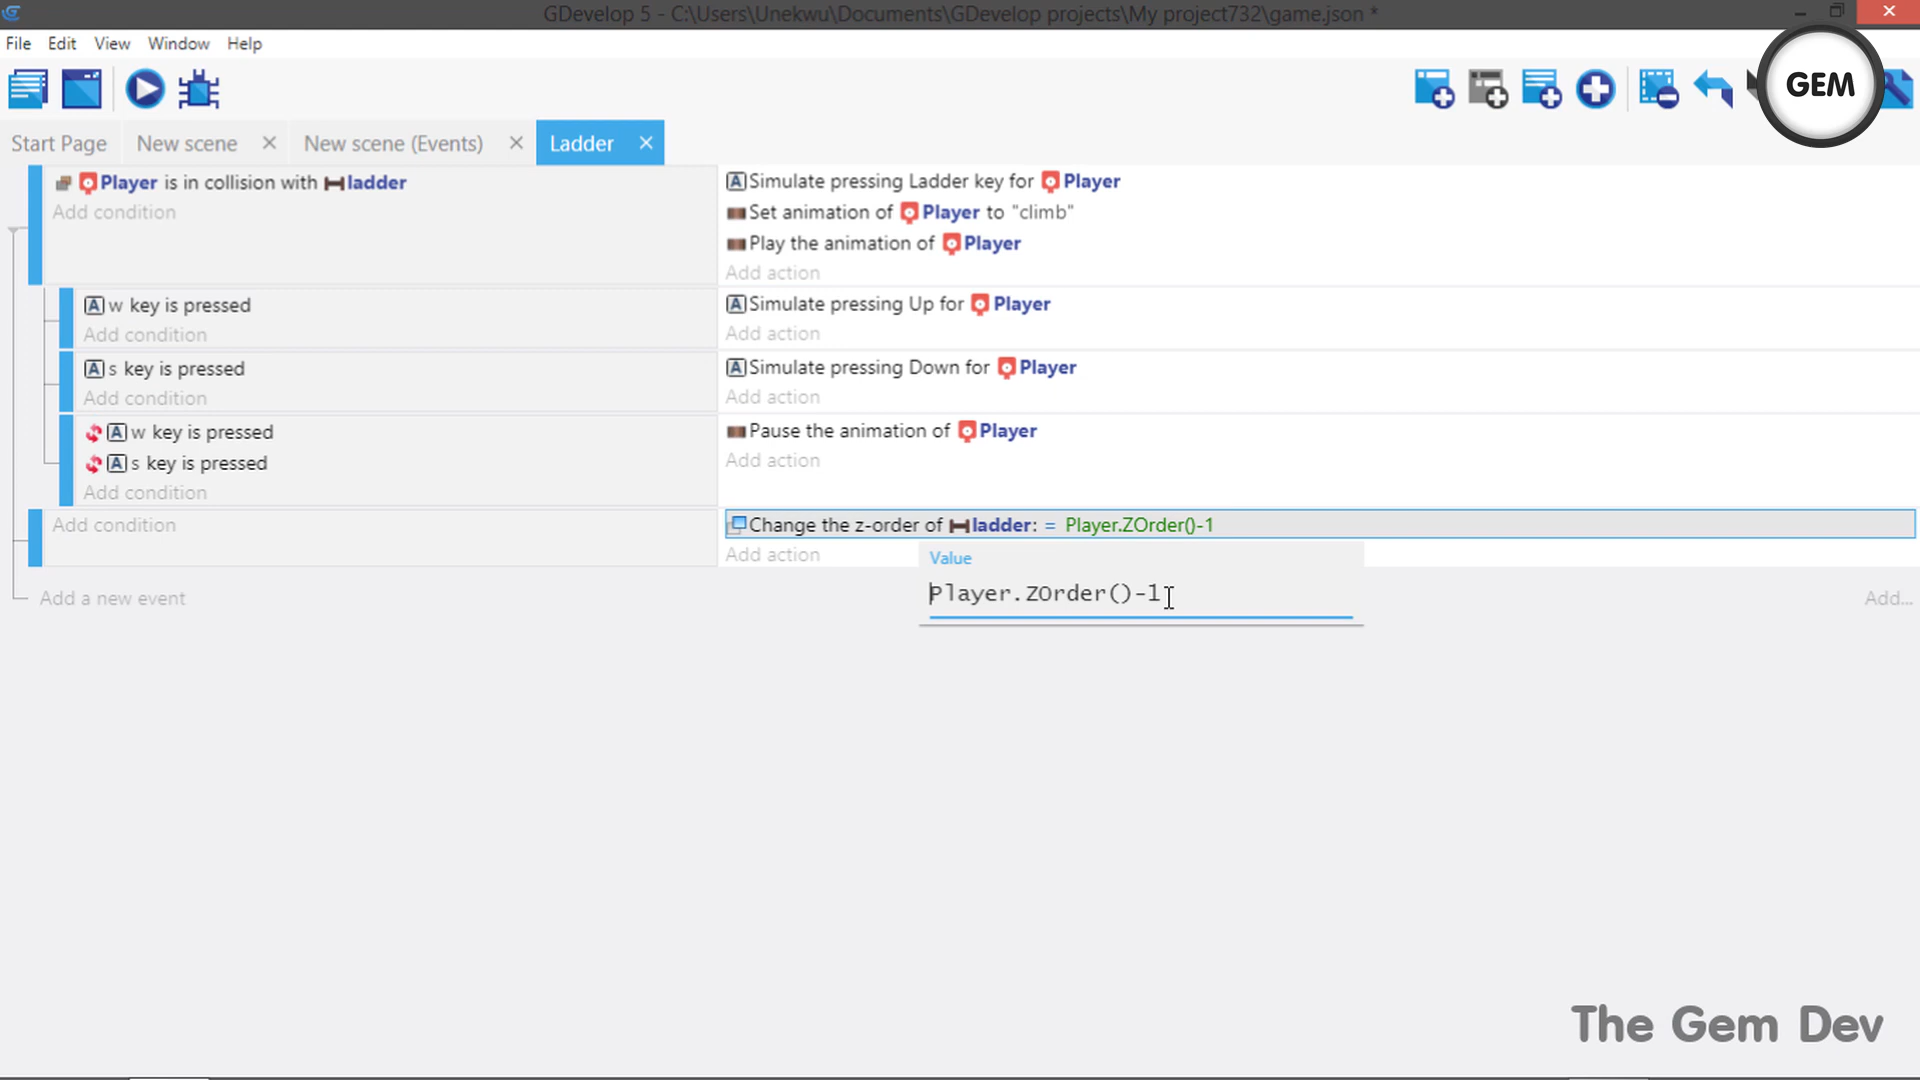 GDevelop 5 - C:\Users\Unekwu\Documents\GDevelop projects\My project732\game.json *
File Edit View Window Help
GEM
Start Page New scene × New scene (Events) × Ladder ×
Player is in collision with ladder
Add condition
Simulate pressing Ladder key for Player
Set animation of Player to "climb"
Play the animation of Player
Add action
w key is pressed
Add condition
Simulate pressing Up for Player
Add action
s key is pressed
Add condition
Simulate pressing Down for Player
Add action
w key is pressed
s key is pressed
Add condition
Pause the animation of Player
Add action
Add condition
Change the z-order of ladder: = Player.ZOrder()-1
Add action
Value
Player.ZOrder()-1
Add a new event
Add...
The Gem Dev